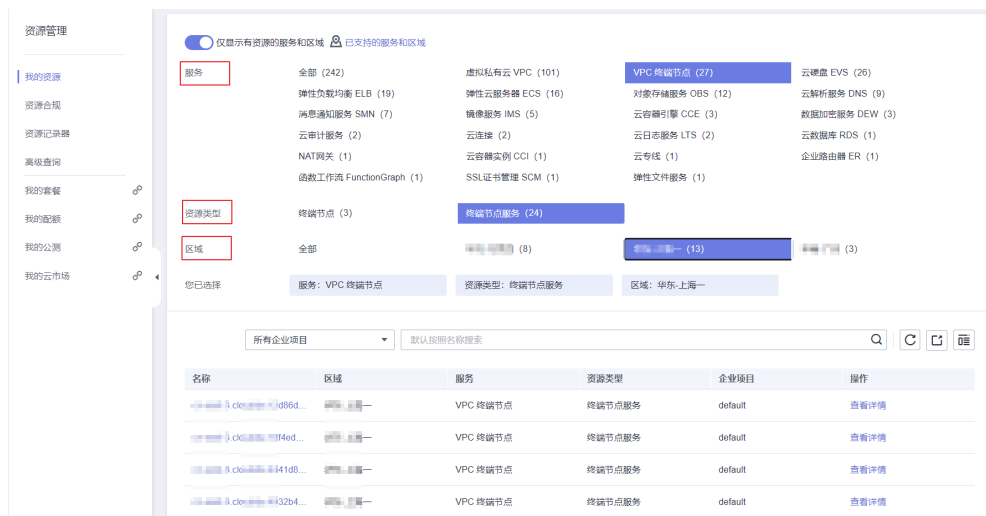 资源管理
我的资源
资源合规
资源记录器
高级查询
我的套餐
我的配额
我的公测
我的云市场
仅显示有资源的服务和区域 已支持的服务和区域
服务 全部 (242) 虚拟私有云 VPC (101) VPC 终端节点 (27) 云硬盘 EVS (26)
弹性负载均衡 ELB (19) 弹性云服务器 ECS (16) 对象存储服务 OBS (12) 云解析服务 DNS (9)
消息通知服务 SMN (7) 镜像服务 IMS (5) 云容器引擎 CCE (3) 数据加密服务 DEW (3)
云审计服务 (2) 云连接 (2) 云日志服务 LTS (2) 云数据库 RDS (1)
NAT网关 (1) 云容器实例 CCI (1) 云专线 (1) 企业路由器 ER (1)
函数工作流 FunctionGraph (1) SSL证书管理 SCM (1) 弹性文件服务 (1)
资源类型 终端节点 (3) 终端节点服务 (24)
区域 全部 (8) 一 (13) (3)
您已选择 服务：VPC 终端节点 资源类型：终端节点服务 区域：华东-上海一
所有企业项目 默认按照名称搜索
名称 区域 服务 资源类型 企业项目 操作
d86d... 一 VPC 终端节点 终端节点服务 default 查看详情
f4ed... 一 VPC 终端节点 终端节点服务 default 查看详情
41d8... 一 VPC 终端节点 终端节点服务 default 查看详情
32b4... 一 VPC 终端节点 终端节点服务 default 查看详情